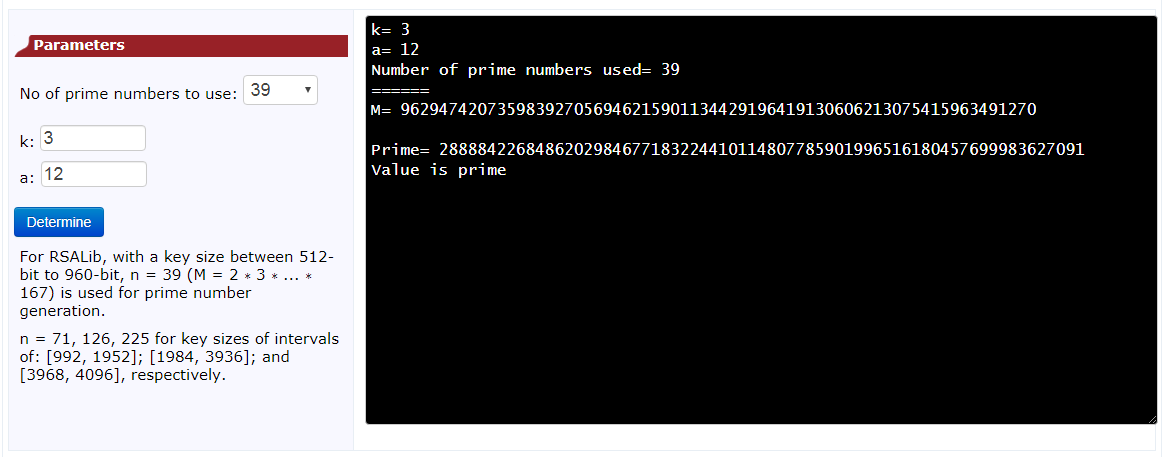 Parameters
No of prime numbers to use: 39
k: 3
a: 12
Determine
For RSALib, with a key size between 512-
bit to 960-bit, n = 39 (M = 2 * 3 * ... *
167) is used for prime number
generation.
n = 71, 126, 225 for key sizes of intervals
of: [992, 1952]; [1984, 3936]; and
[3968, 4096], respectively.
k= 3
a= 12
Number of prime numbers used= 39
======
M= 962947420735983927056946215901134429196419130606213075415963491270
Prime= 2888842268486202984677183224410114807785901996516180457699983627091
Value is prime